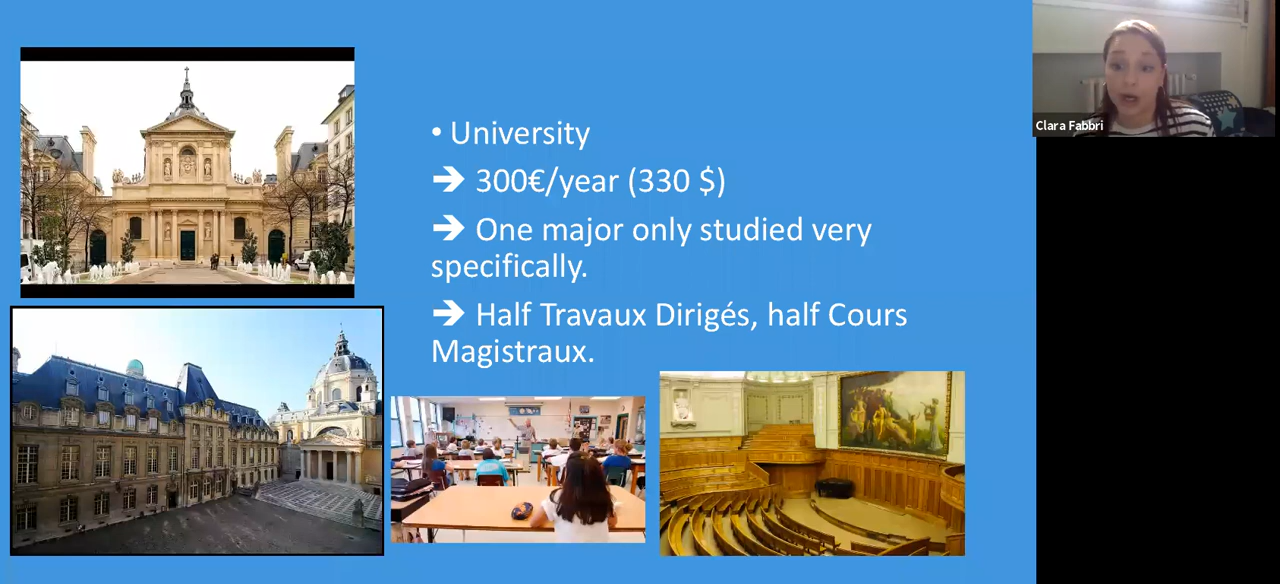 • University
➔ 300€/year (330 $)
➔ One major only studied very
specifically.
➔ Half Travaux Dirigés, half Cours
Magistraux.
Clara Fabbri